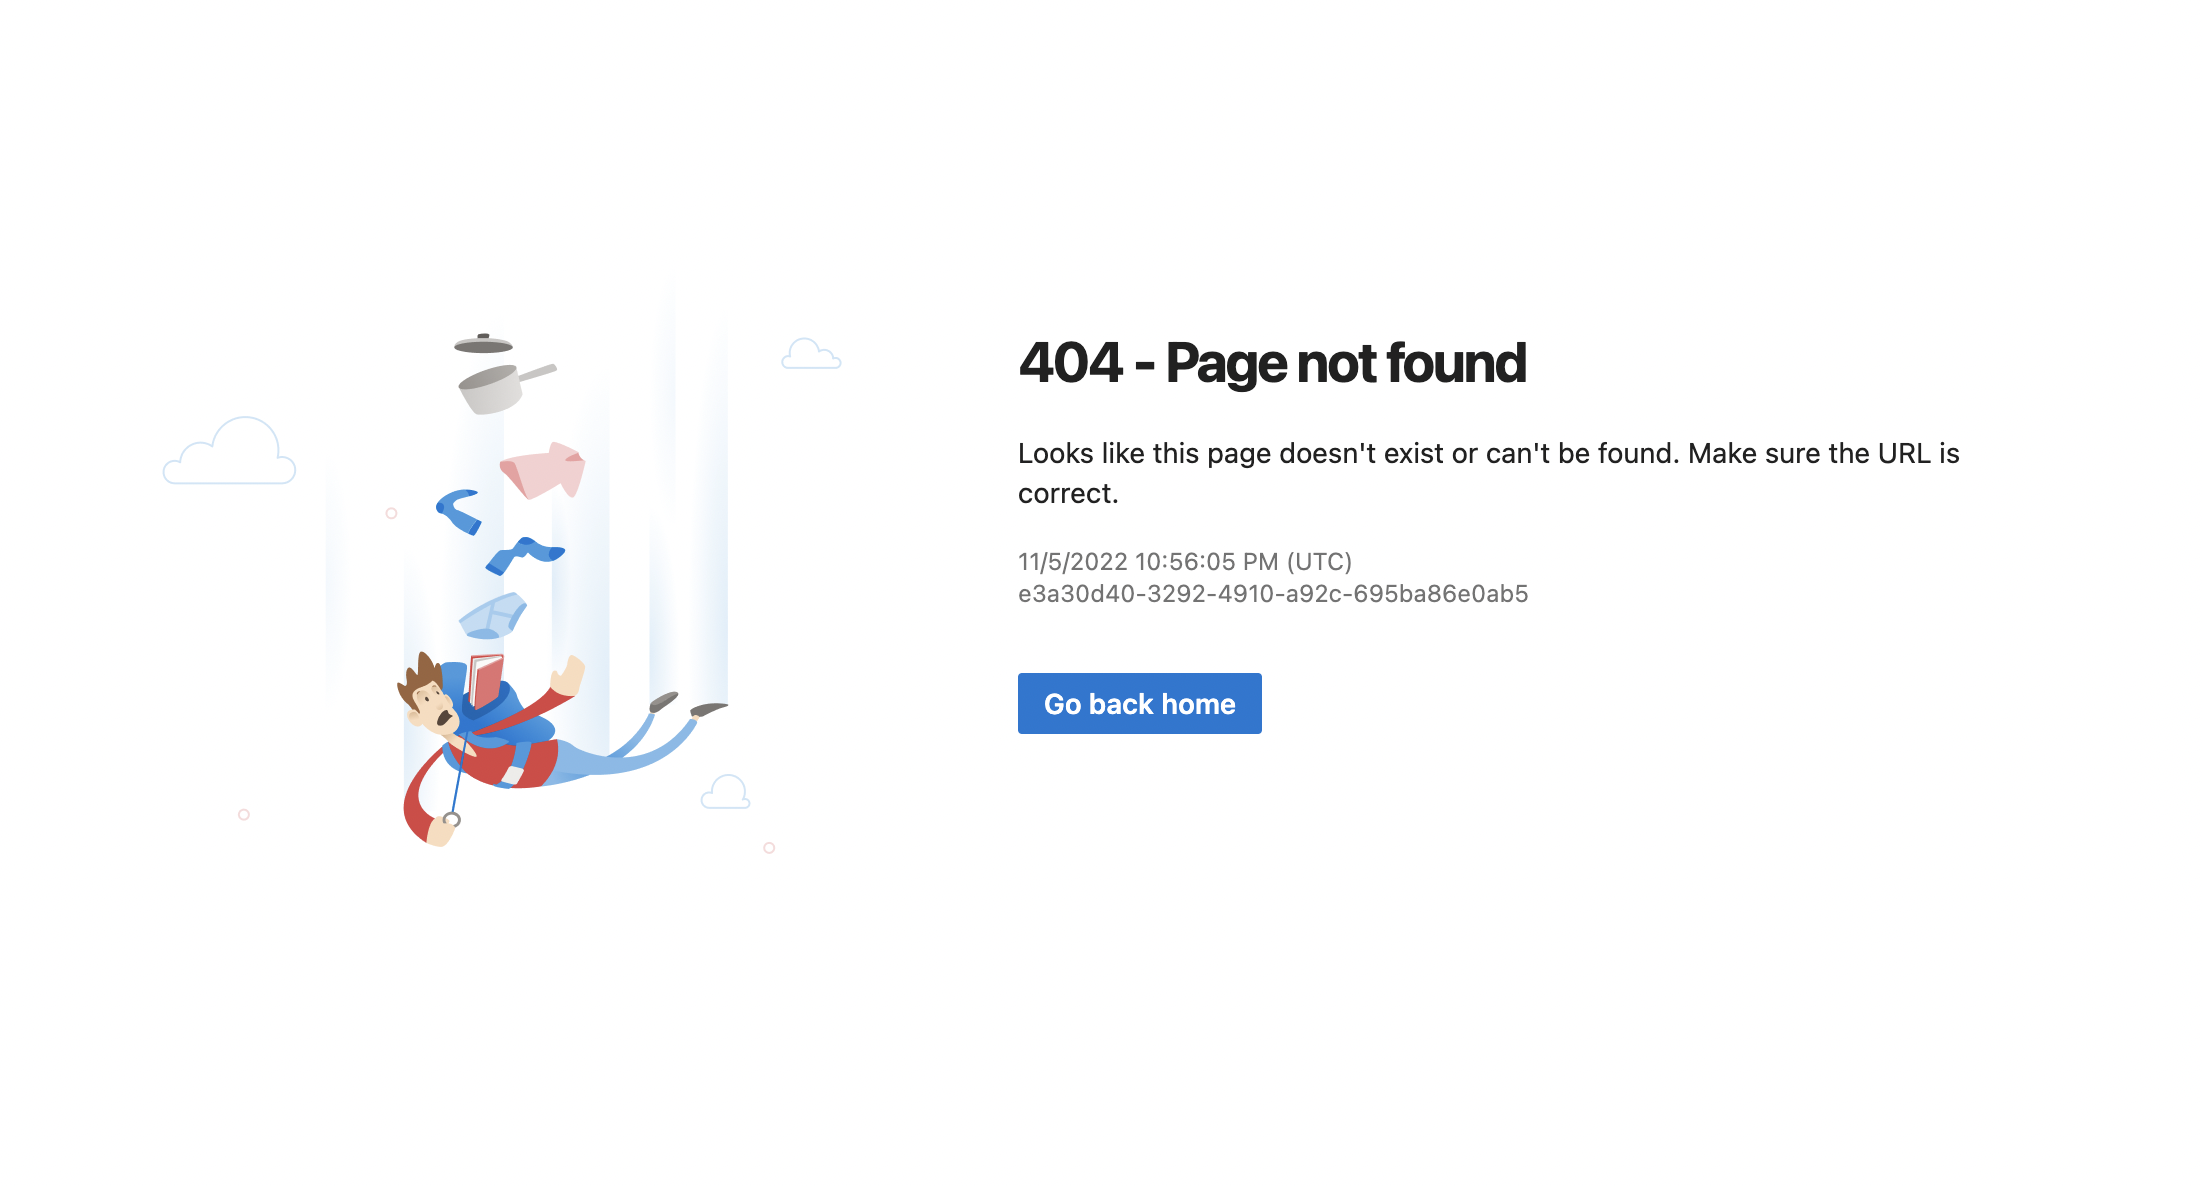 404 - Page not found
Looks like this page doesn't exist or can't be found. Make sure the URL is
correct.
11/5/2022 10:56:05 PM (UTC)
e3a30d40-3292-4910-a92c-695ba86e0ab5
Go back home